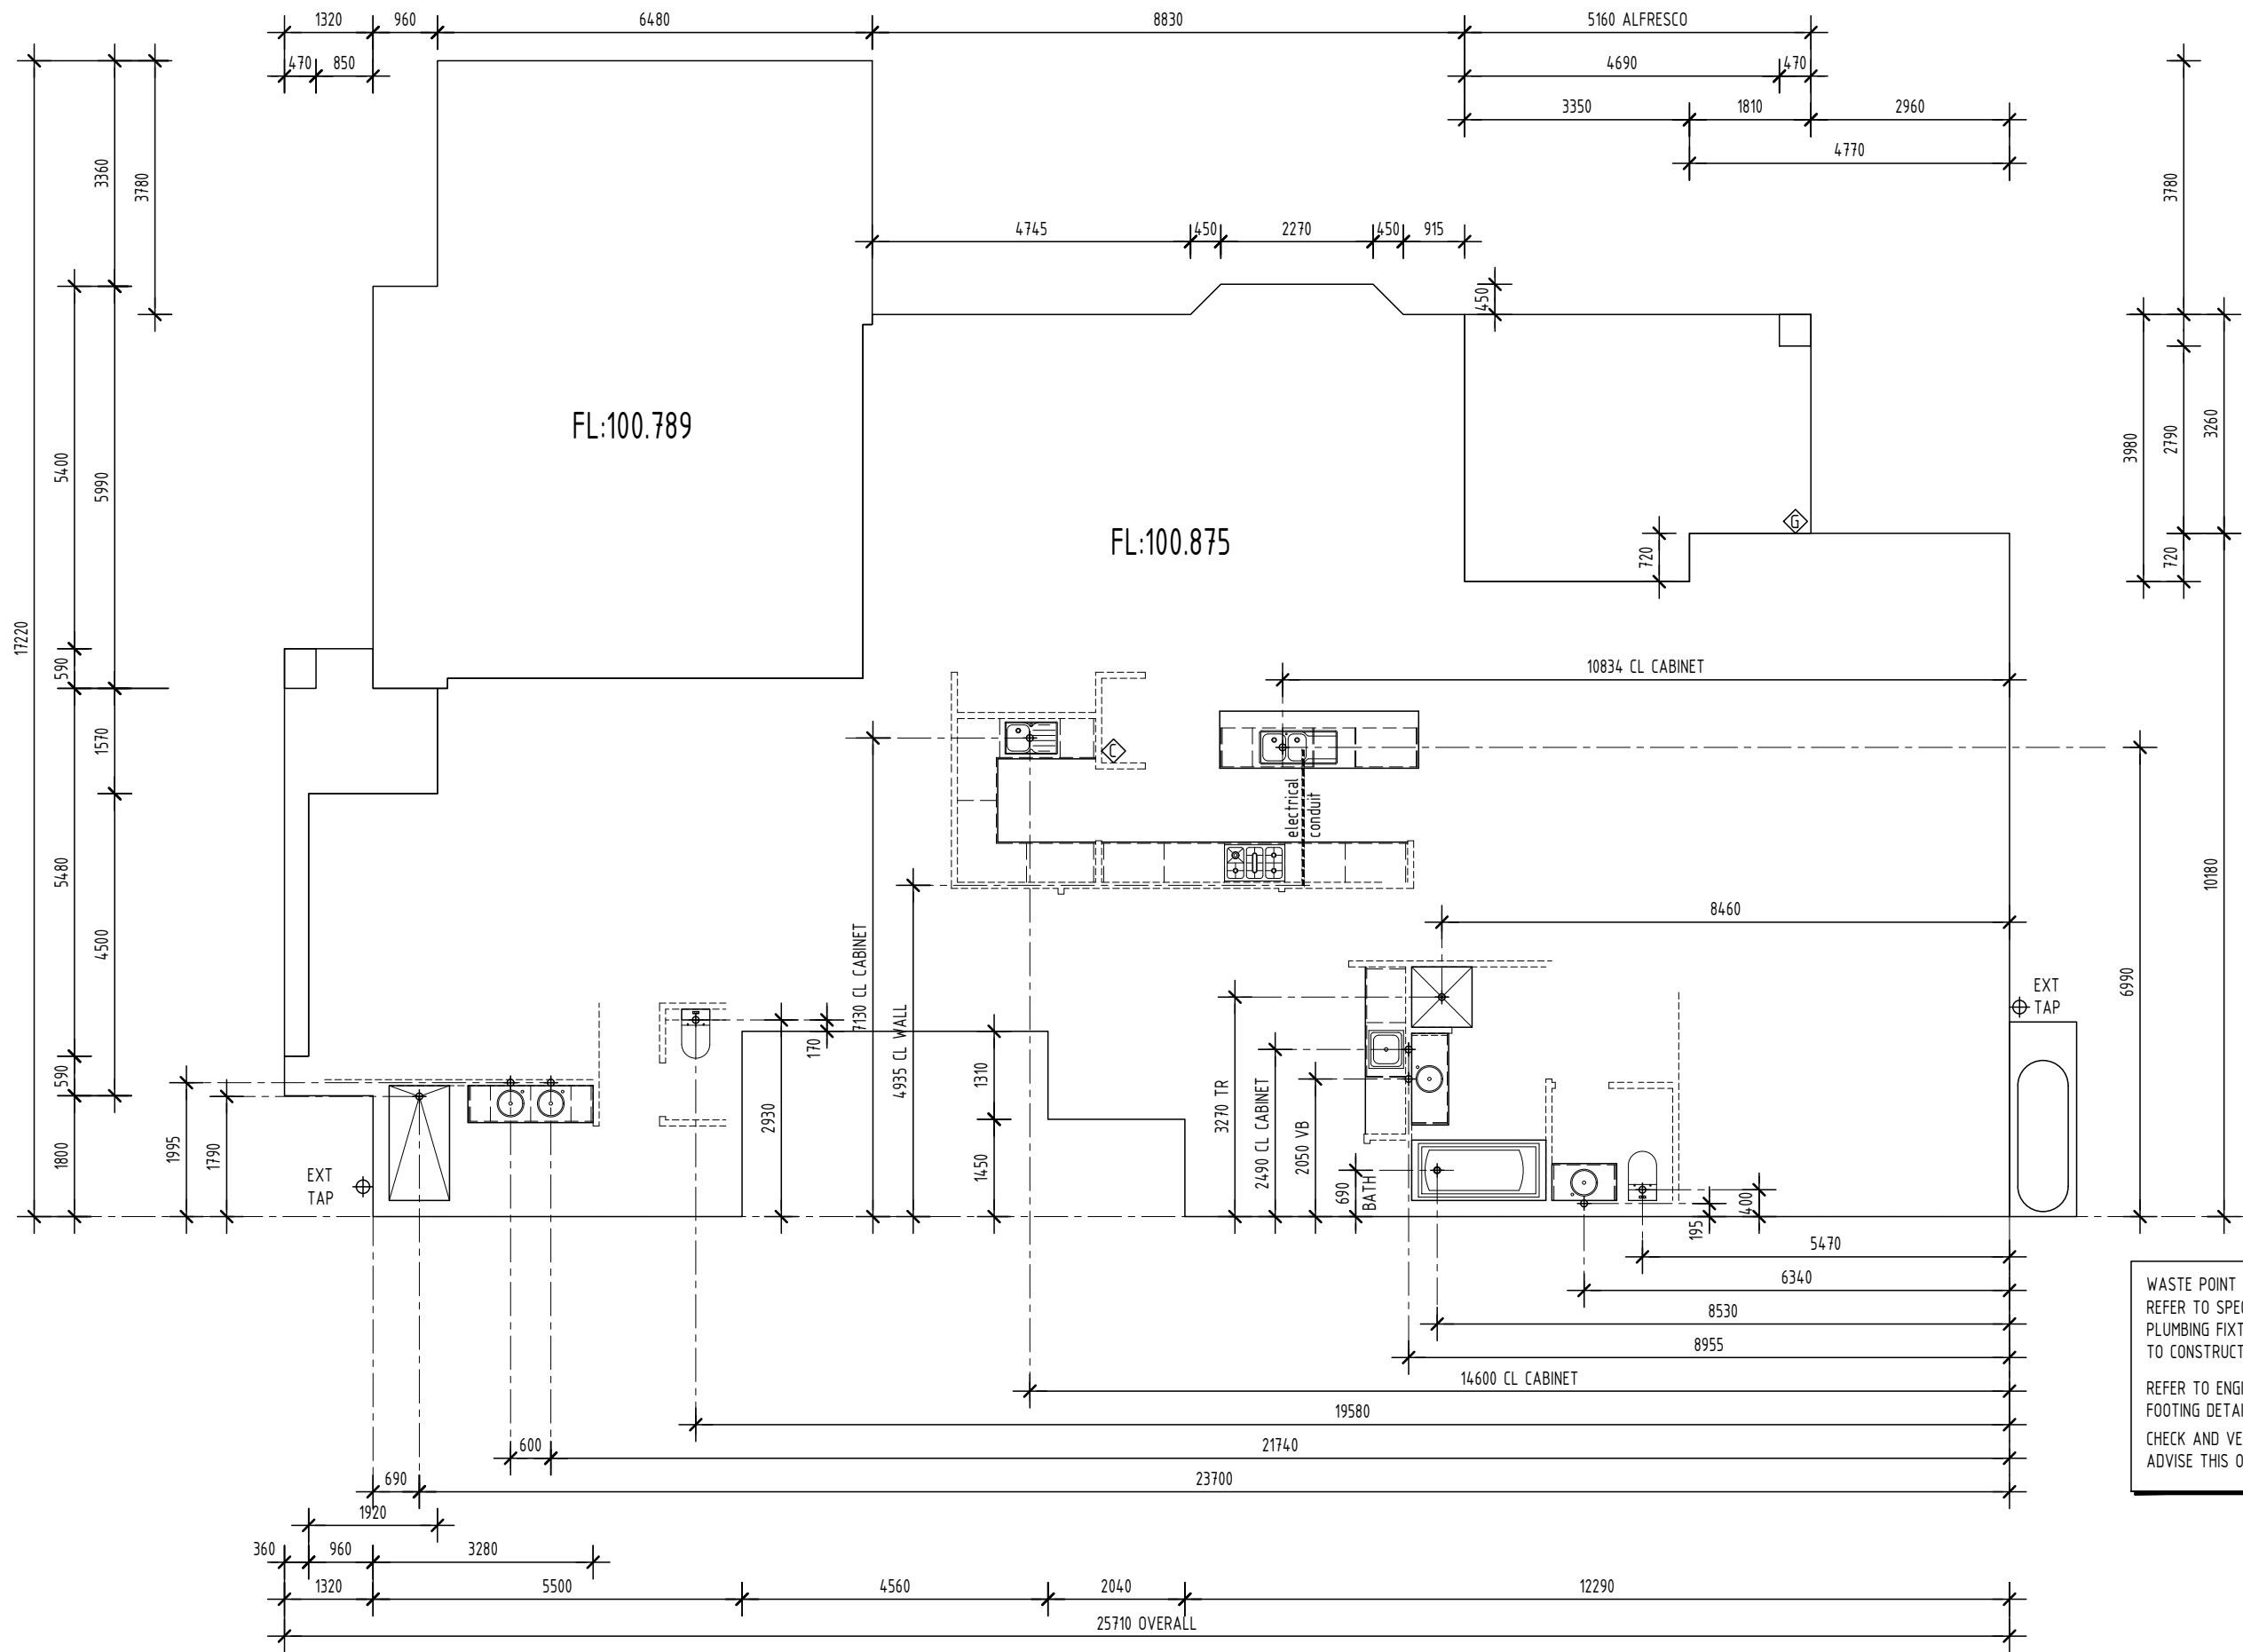 1320 960 6480 8830 5160 ALFRESCO
470 850 4690 470
3350 1810 2960
4770
3360
3780
3780
4745 450 2270 450 915
450
FL:100.789
FL:100.875
5400
5990
3980
2790
3260
G
720
720
17220
590
10834 CL CABINET
C
1570
electrical
conduit
5480
4500
8460
10180
6990
7130 CL CABINET
4935 CL WALL
EXT
TAP
170
1310
2930
3270 TR
2490 CL CABINET
2050 VB
590
1995
1790
1800
1450
690
BATH
EXT
TAP
195
400
5470
6340
8530
8955
14600 CL CABINET
19580
600 21740
690 23700
1920
360 960 3280
1320 5500 4560 2040 12290
25710 OVERALL
WASTE POINT
REFER TO SPE
PLUMBING FIXT
TO CONSTRUCT
REFER TO ENGI
FOOTING DETAI
CHECK AND VE
ADVISE THIS O